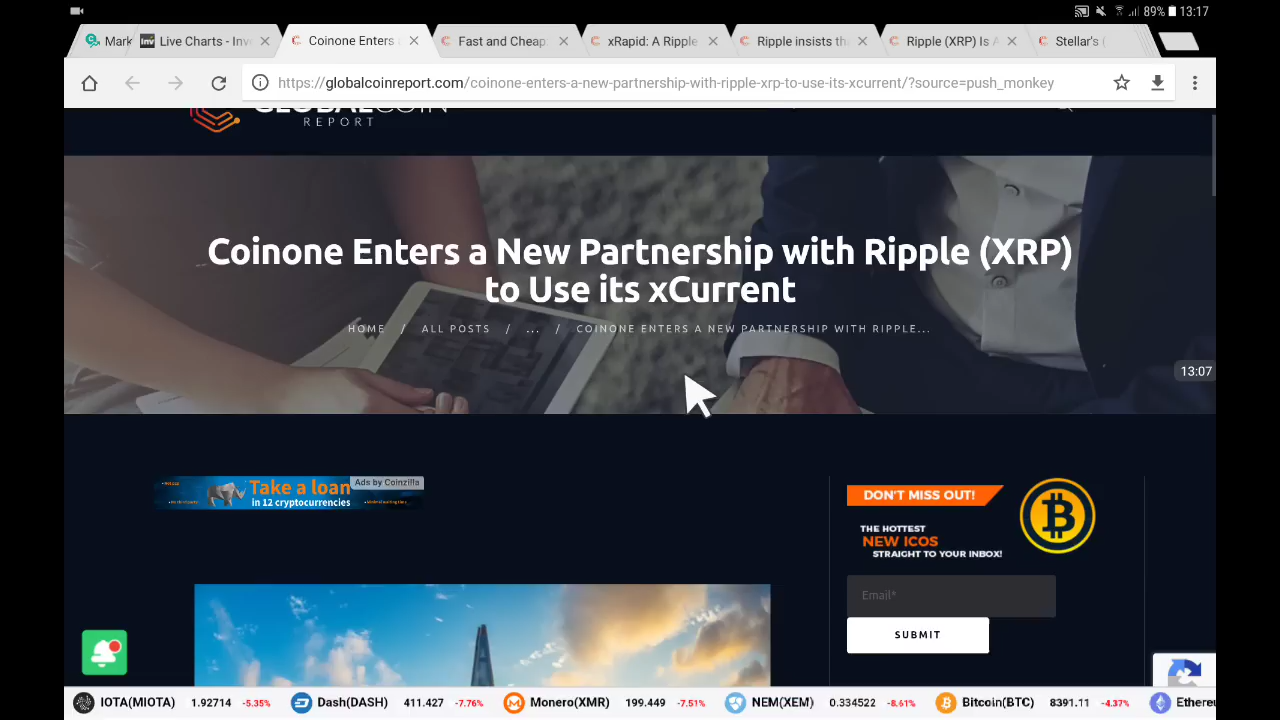 89% 13:17
Mark
Live Charts - Inv
Coinone Enters a
Fast and Cheap:
xRapid: A Ripple
Ripple insists tha
Ripple (XRP) Is A
Stellar's (
https://globalcoinreport.com/coinone-enters-a-new-partnership-with-ripple-xrp-to-use-its-xcurrent/?source=push_monkey
GLOBALCOIN
REPORT
Coinone Enters a New Partnership with Ripple (XRP)
to Use its xCurrent
HOME / ALL POSTS / ... / COINONE ENTERS A NEW PARTNERSHIP WITH RIPPLE...
13:07
Take a loan
in 12 cryptocurrencies
Ads by Coinzilla
DON'T MISS OUT!
THE HOTTEST
NEW ICOS
STRAIGHT TO YOUR INBOX!
Email*
SUBMIT
IOTA(MIOTA) 1.92714 -5.35% Dash(DASH) 411.427 -7.76% Monero(XMR) 199.449 -7.51% NEM(XEM) 0.334522 -8.61% Bitcoin(BTC) 8391.11 -4.37% Ethere